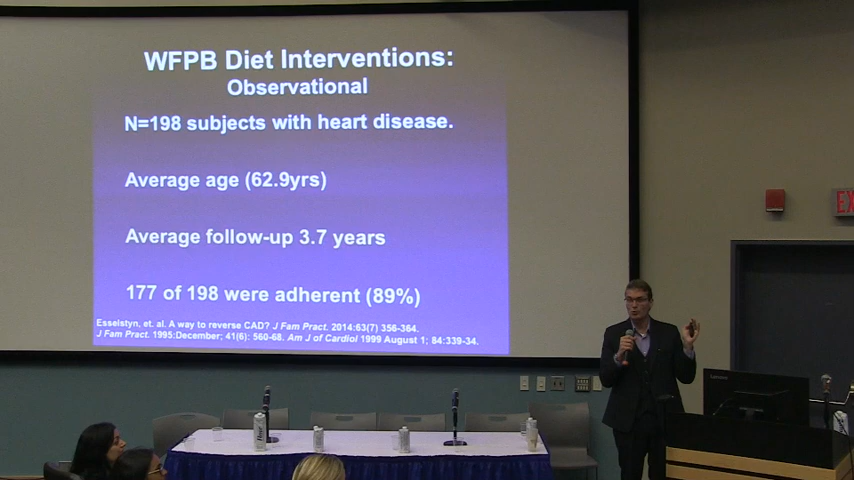 WFPB Diet Interventions:
Observational
N=198 subjects with heart disease.
Average age (62.9yrs)
Average follow-up 3.7 years
177 of 198 were adherent (89%)
Esselstyn, et. al. A way to reverse CAD? J Fam Pract. 2014:63(7) 356-364.
J Fam Pract. 1995:December; 41(6): 560-68. Am J of Cardiol 1999 August 1; 84:339-34.